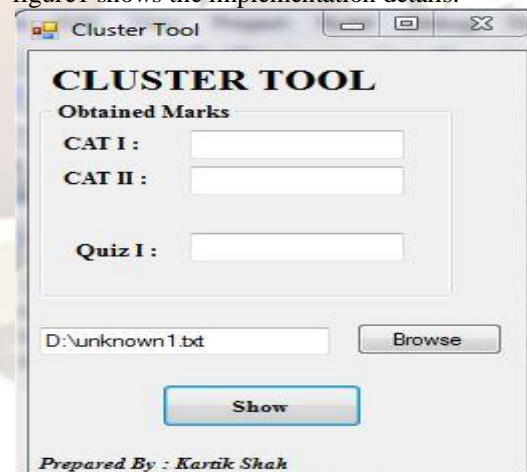 figure1 shows the implementation details.
Cluster Tool
CLUSTER TOOL
Obtained Marks
CAT I :
CAT II :
Quiz I :
D:\unknown1.txt Browse
Show
Prepared By : Kartik Shah